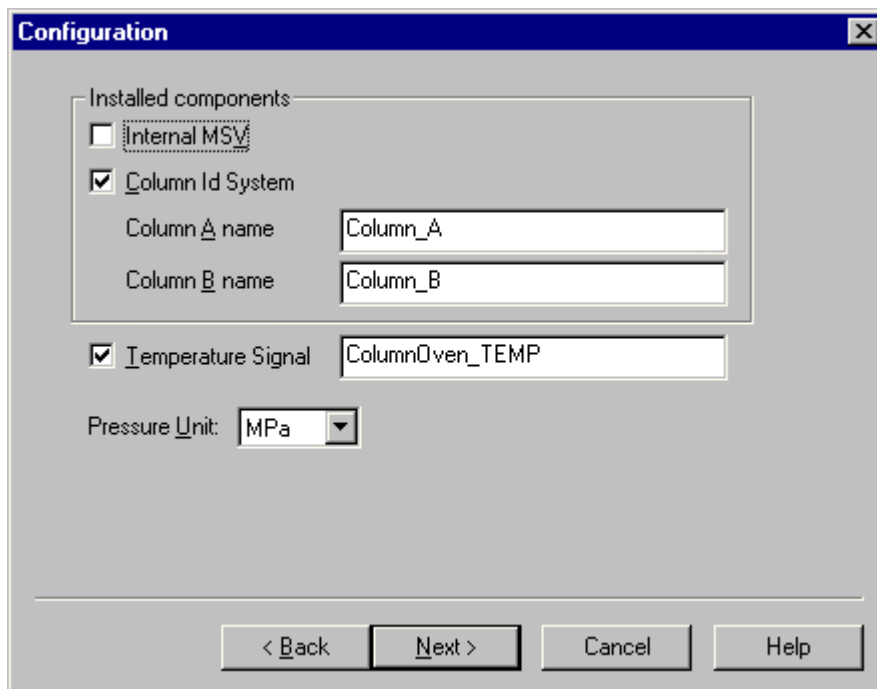 Configuration
Installed components
Internal MSV
Column Id System
Column A name Column_A
Column B name Column_B
Temperature Signal ColumnOven_TEMP
Pressure Unit: MPa
< Back Next > Cancel Help